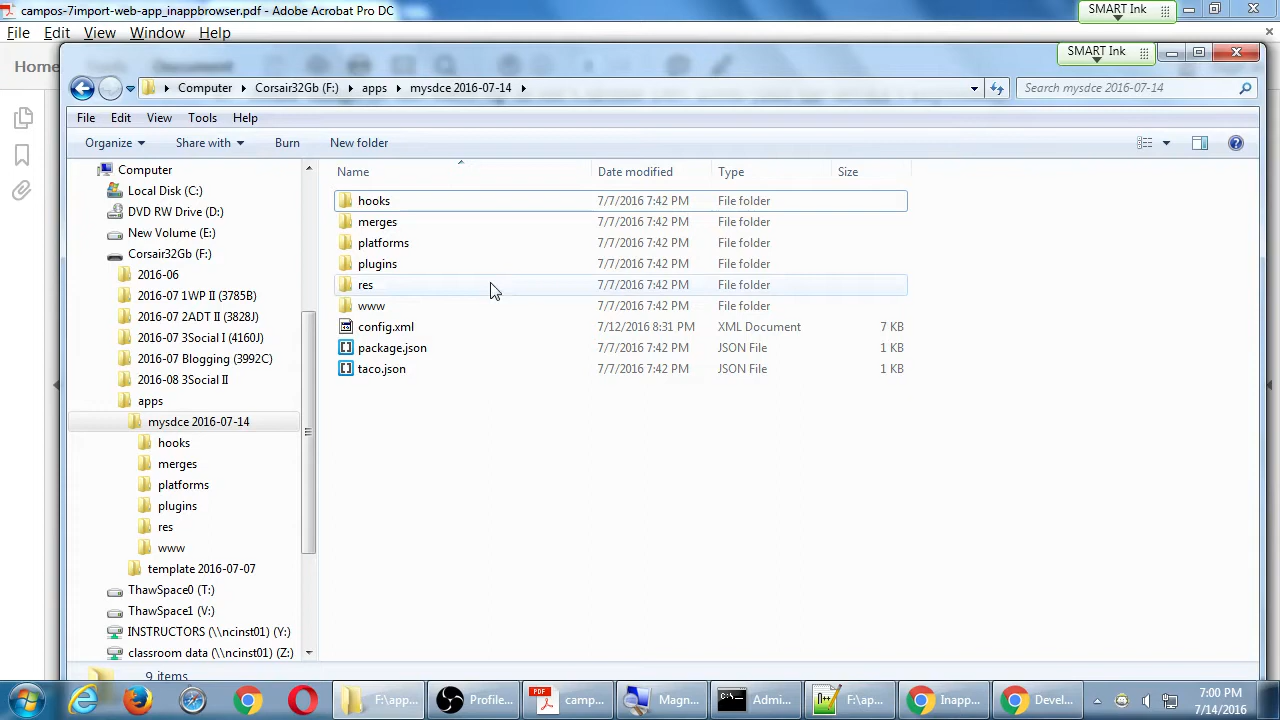 campos-7import-web-app_inappbrowser.pdf - Adobe Acrobat Pro DC
SMART Ink
File Edit View Window Help
Home
SMART Ink
Computer Corsair32Gb (F:) apps mysdce 2016-07-14
Search mysdce 2016-07-14
File Edit View Tools Help
Organize Share with Burn New folder
Name Date modified Type Size
Computer
Local Disk (C:)
DVD RW Drive (D:)
New Volume (E:)
Corsair32Gb (F:)
2016-06
2016-07 1WP II (3785B)
2016-07 2ADT II (3828J)
2016-07 3Social I (4160J)
2016-07 Blogging (3992C)
2016-08 3Social II
apps
mysdce 2016-07-14
hooks
merges
platforms
plugins
res
www
template 2016-07-07
ThawSpace0 (T:)
ThawSpace1 (V:)
INSTRUCTORS (\\ncinst01) (Y:)
classroom data (\\ncinst01) (Z:)
hooks 7/7/2016 7:42 PM File folder
merges 7/7/2016 7:42 PM File folder
platforms 7/7/2016 7:42 PM File folder
plugins 7/7/2016 7:42 PM File folder
res 7/7/2016 7:42 PM File folder
www 7/7/2016 7:42 PM File folder
config.xml 7/12/2016 8:31 PM XML Document 7 KB
package.json 7/7/2016 7:42 PM JSON File 1 KB
taco.json 7/7/2016 7:42 PM JSON File 1 KB
9 items
F:\app... Profile... camp... Magn... Admi... F:\ap... Inapp... Devel...
7:00 PM
7/14/2016